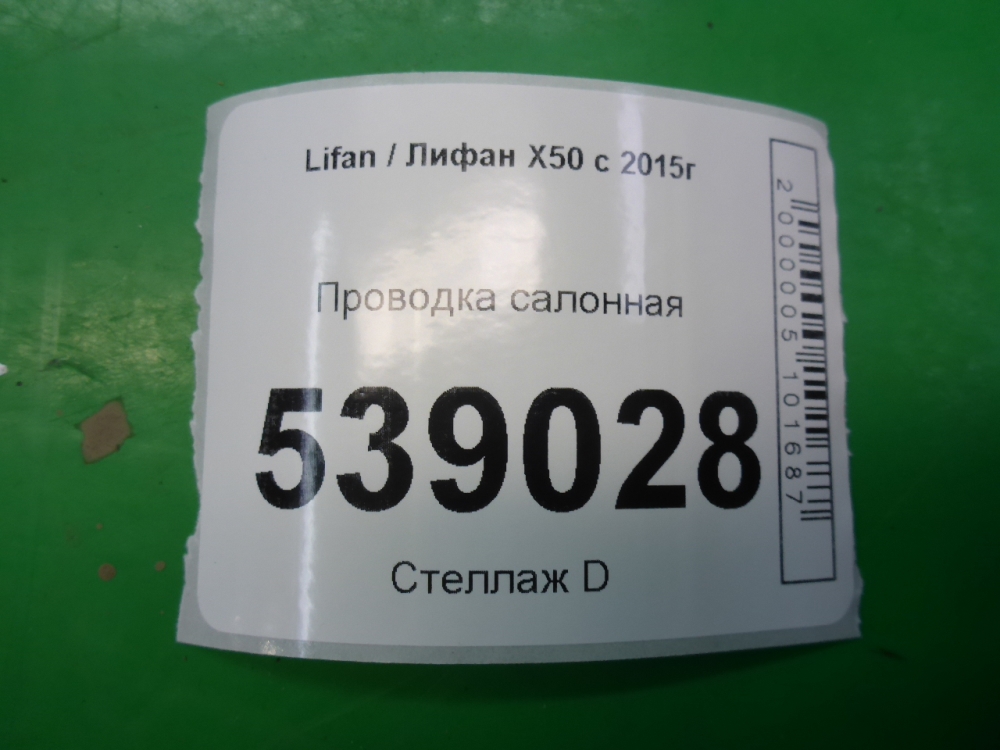 Lifan / Лифан X50 с 2015г
Проводка салонная
539028
Стеллаж D
2000005101687